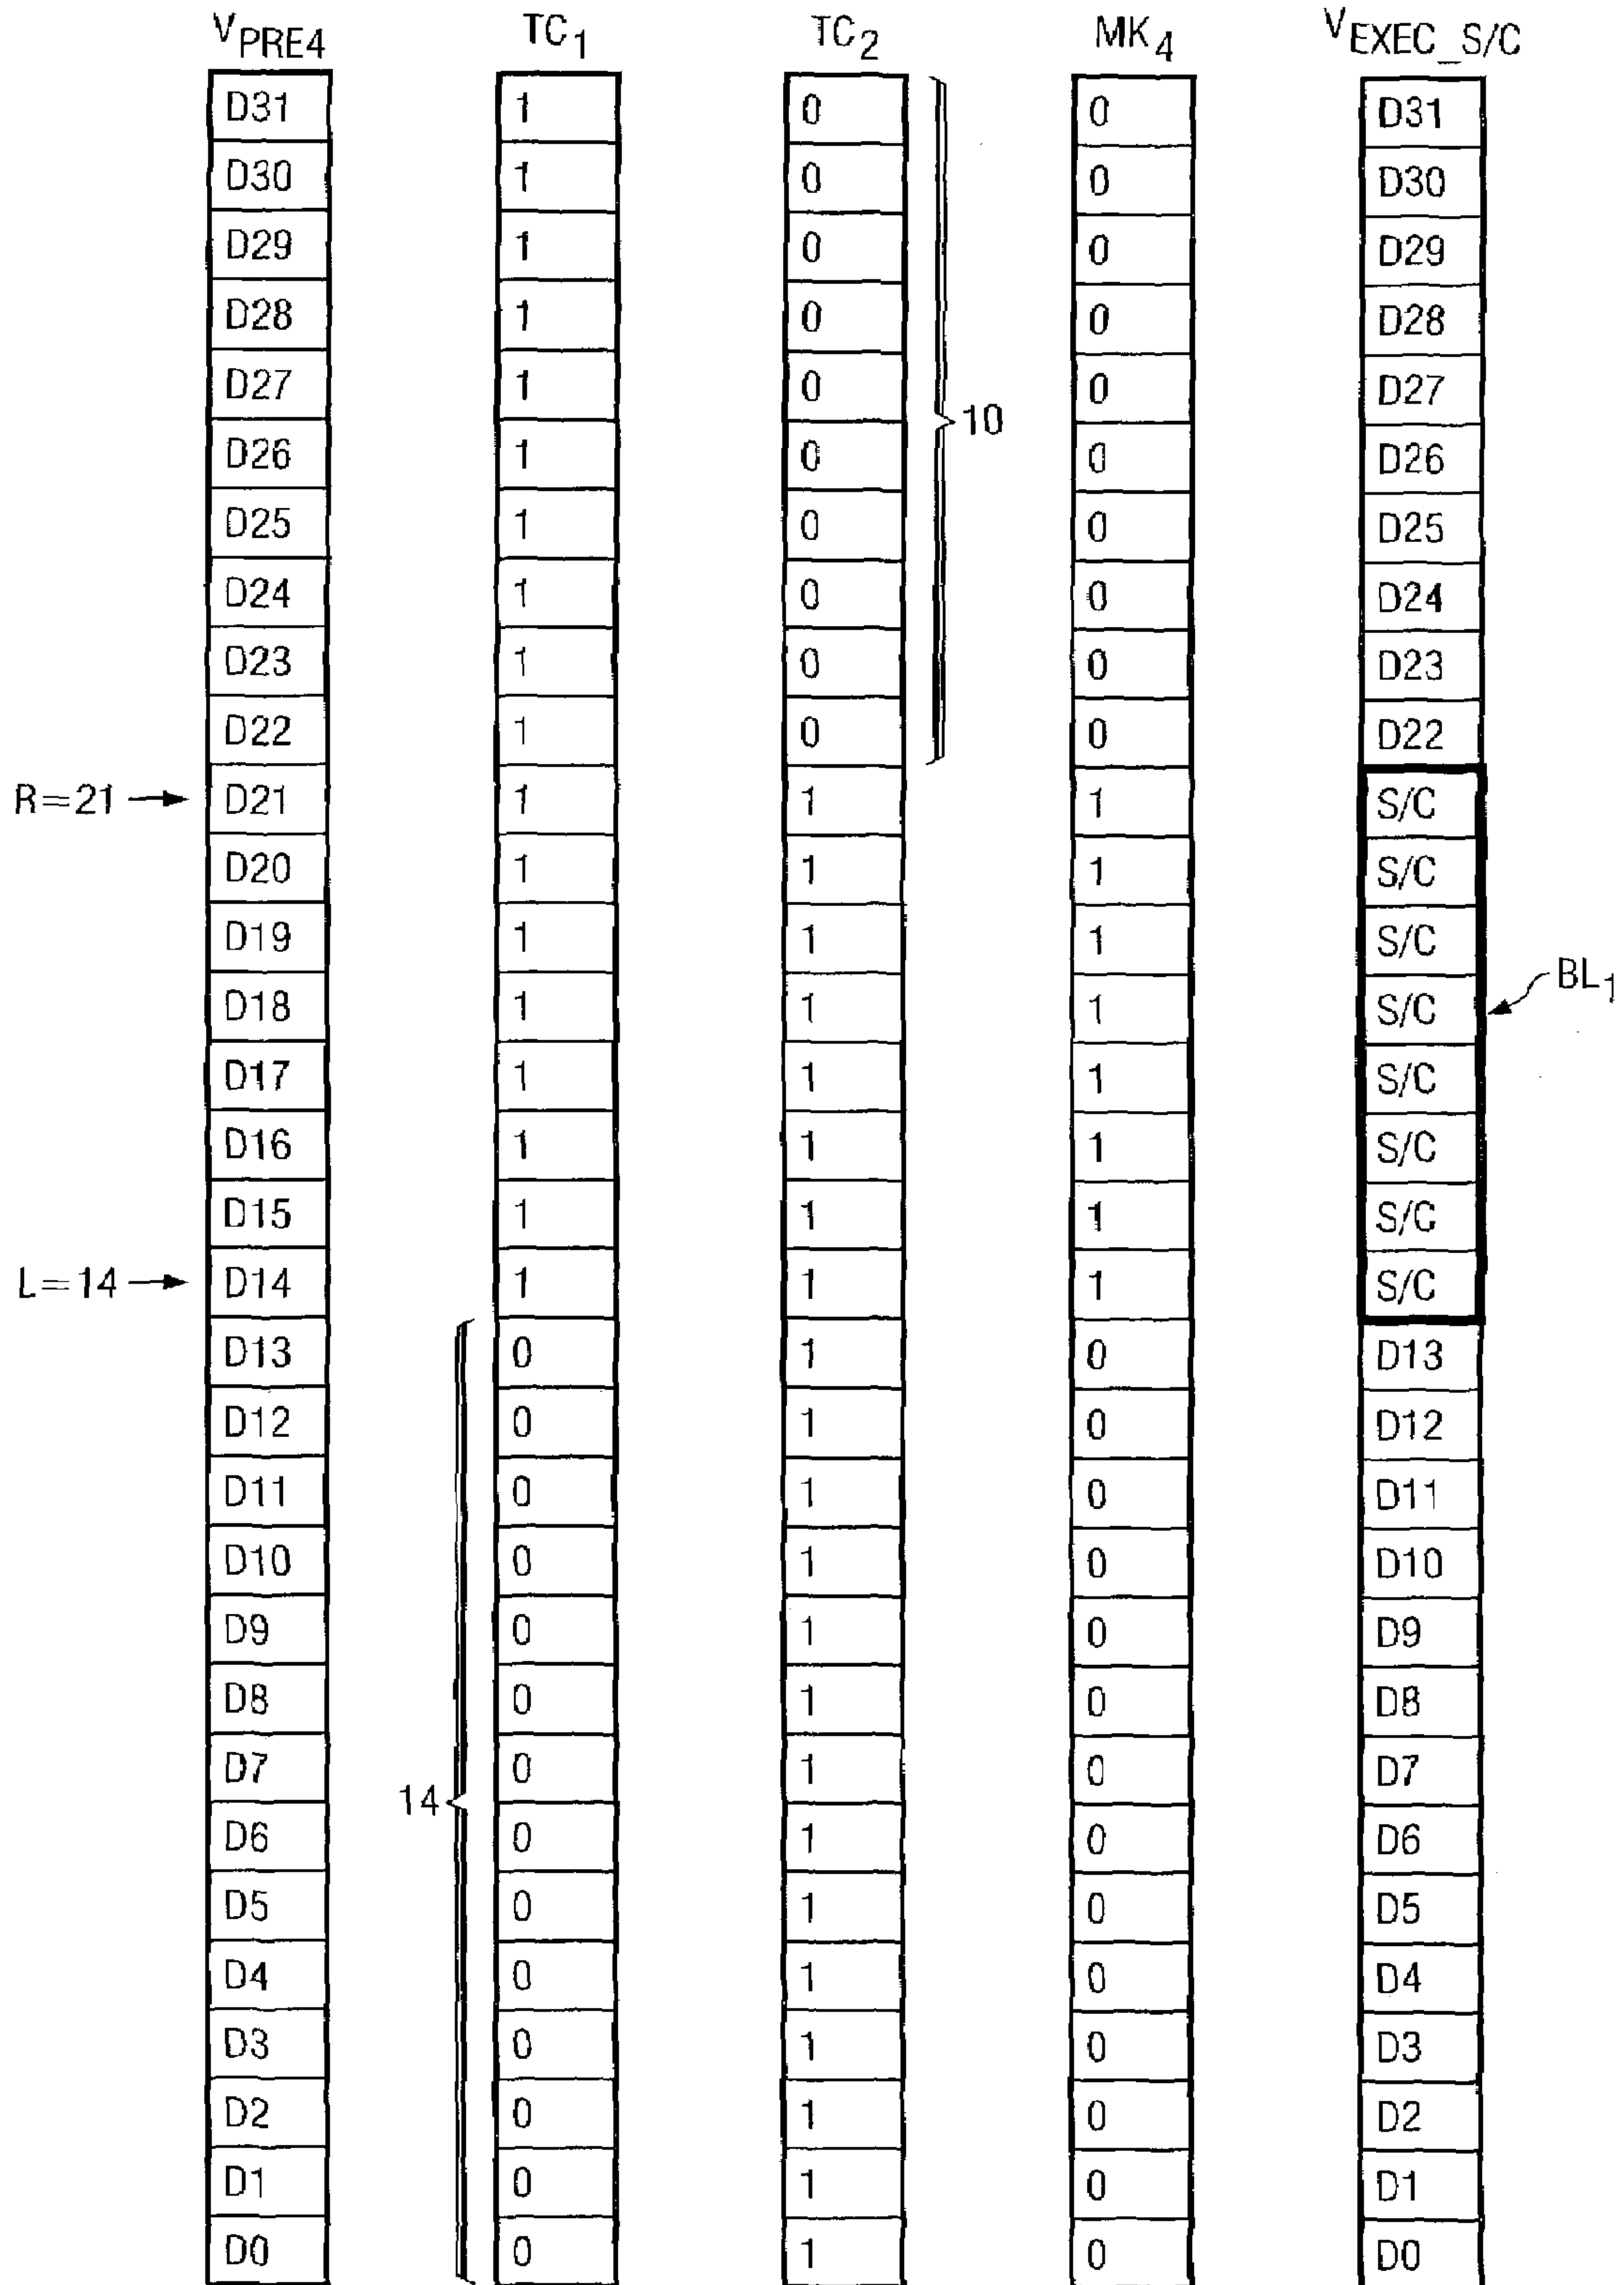 V_PRE4 TC_1 TC_2 MK_4 V_EXEC_S/C
D31 1 0 0 D31
D30 1 0 0 D30
D29 1 0 0 D29
D28 1 0 0 D28
D27 1 0 0 D27
10
D26 1 0 0 D26
D25 1 0 0 D25
D24 1 0 0 D24
D23 1 0 0 D23
D22 1 0 0 D22
R=21 D21 1 1 1 S/C
D20 1 1 1 S/C
D19 1 1 1 S/C
D18 1 1 1 S/C BL_1
D17 1 1 1 S/C
D16 1 1 1 S/C
D15 1 1 1 S/C
L=14 D14 1 1 1 S/C
D13 0 1 0 D13
D12 0 1 0 D12
D11 0 1 0 D11
D10 0 1 0 D10
D9 0 1 0 D9
D8 0 1 0 D8
D7 0 1 0 D7
14
D6 0 1 0 D6
D5 0 1 0 D5
D4 0 1 0 D4
D3 0 1 0 D3
D2 0 1 0 D2
D1 0 1 0 D1
D0 0 1 0 D0